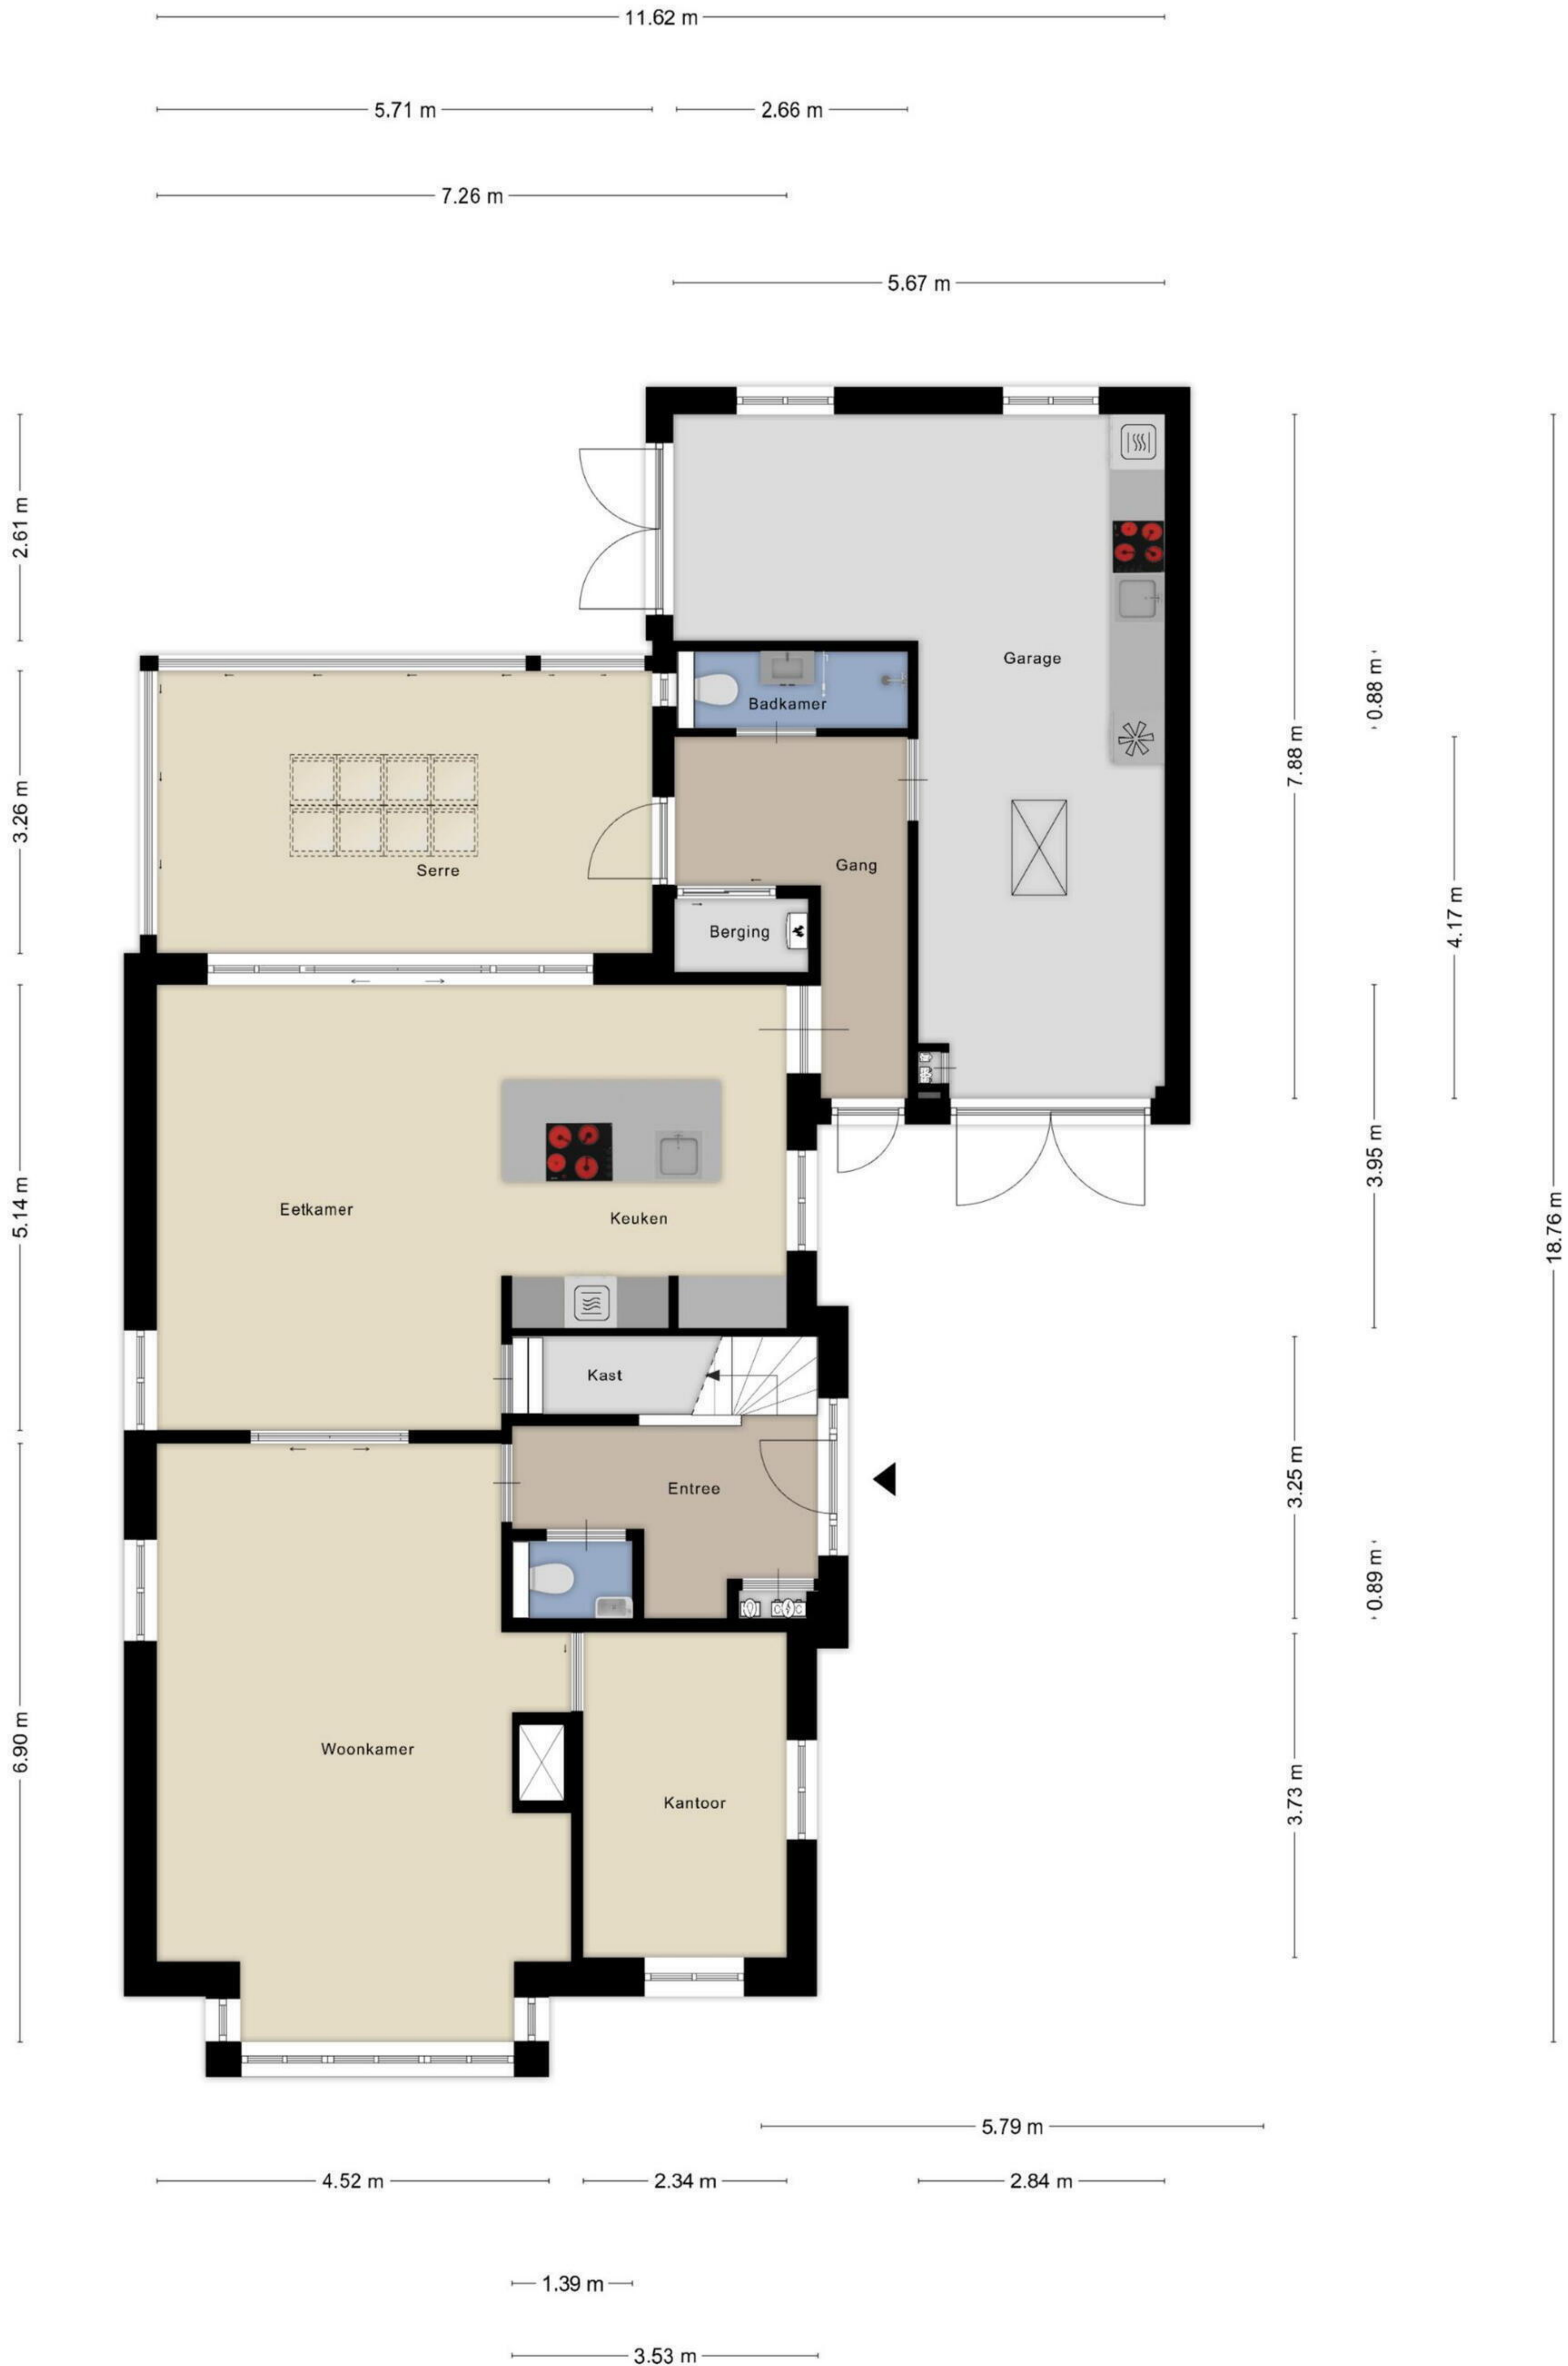 11.62 m
5.71 m
2.66 m
7.26 m
5.67 m
2.61 m
Garage
0.88 m
Badkamer
7.88 m
3.26 m
Serre
Gang
4.17 m
Berging
3.95 m
5.14 m
Eetkamer
Keuken
18.76 m
Kast
Entree
3.25 m
0.89 m
6.90 m
Woonkamer
Kantoor
3.73 m
5.79 m
4.52 m
2.34 m
2.84 m
1.39 m
3.53 m